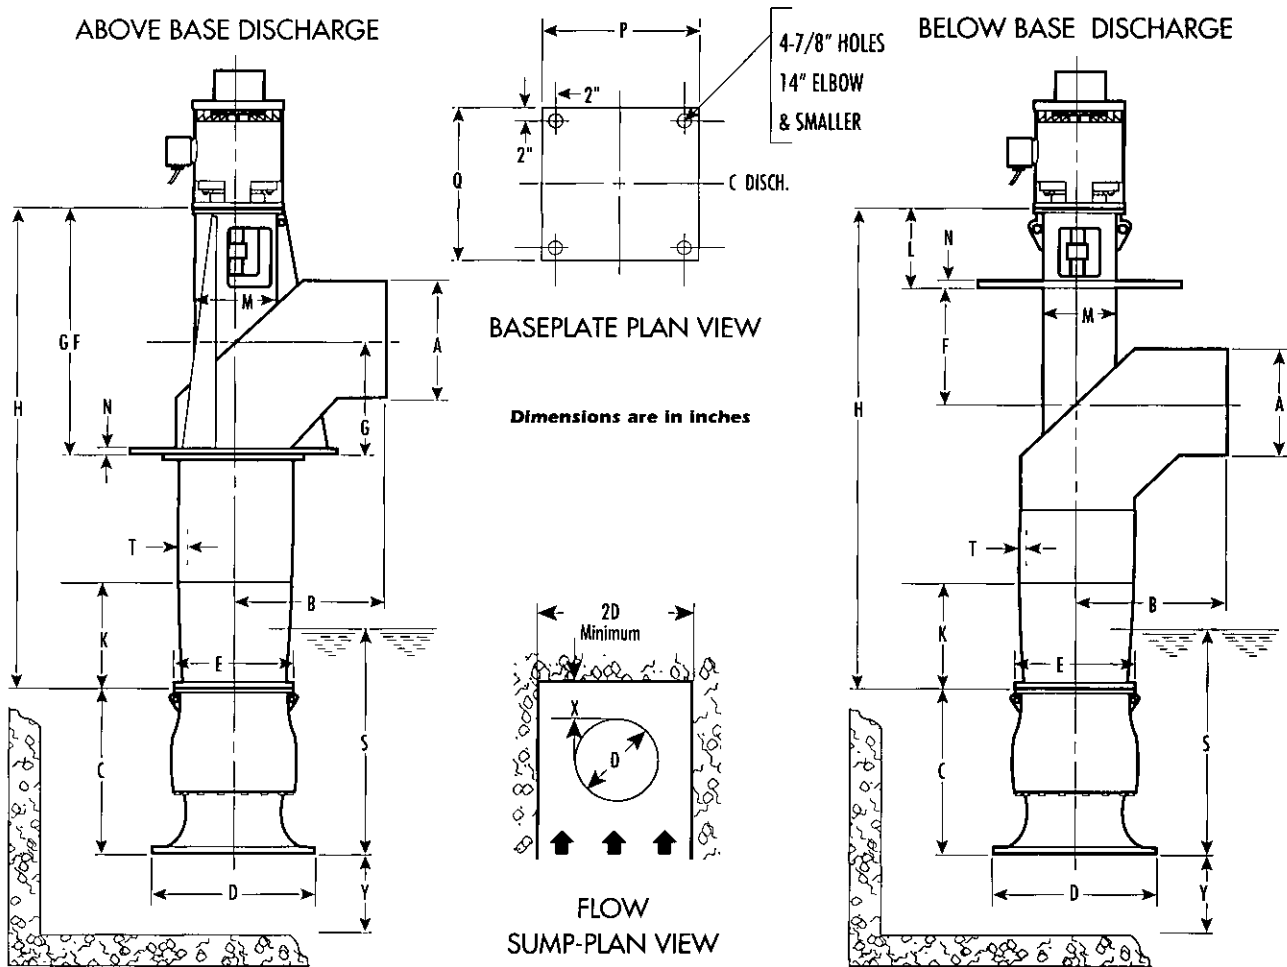 ABOVE BASE DISCHARGE
H
G F
N
M
A
G
T
K
B
E
C
S
D
Y
P
4-7/8" HOLES
14" ELBOW
& SMALLER
2"
2"
Q
C DISCH.
BASEPLATE PLAN VIEW
Dimensions are in inches
2D
Minimum
X
D
FLOW
SUMP-PLAN VIEW
BELOW BASE DISCHARGE
L
N
M
F
H
A
T
K
B
E
C
S
D
Y